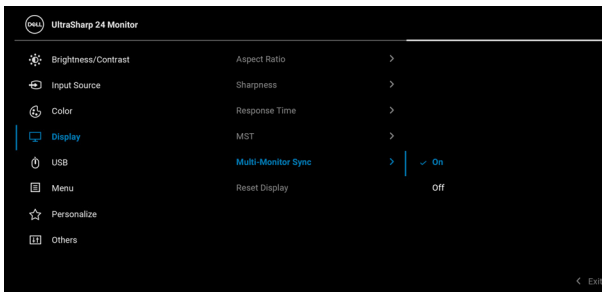 DELL UltraSharp 24 Monitor
Brightness/Contrast Aspect Ratio
Input Source Sharpness
Color Response Time
Display MST
USB Multi-Monitor Sync On
Menu Reset Display Off
Personalize
Others
Exit